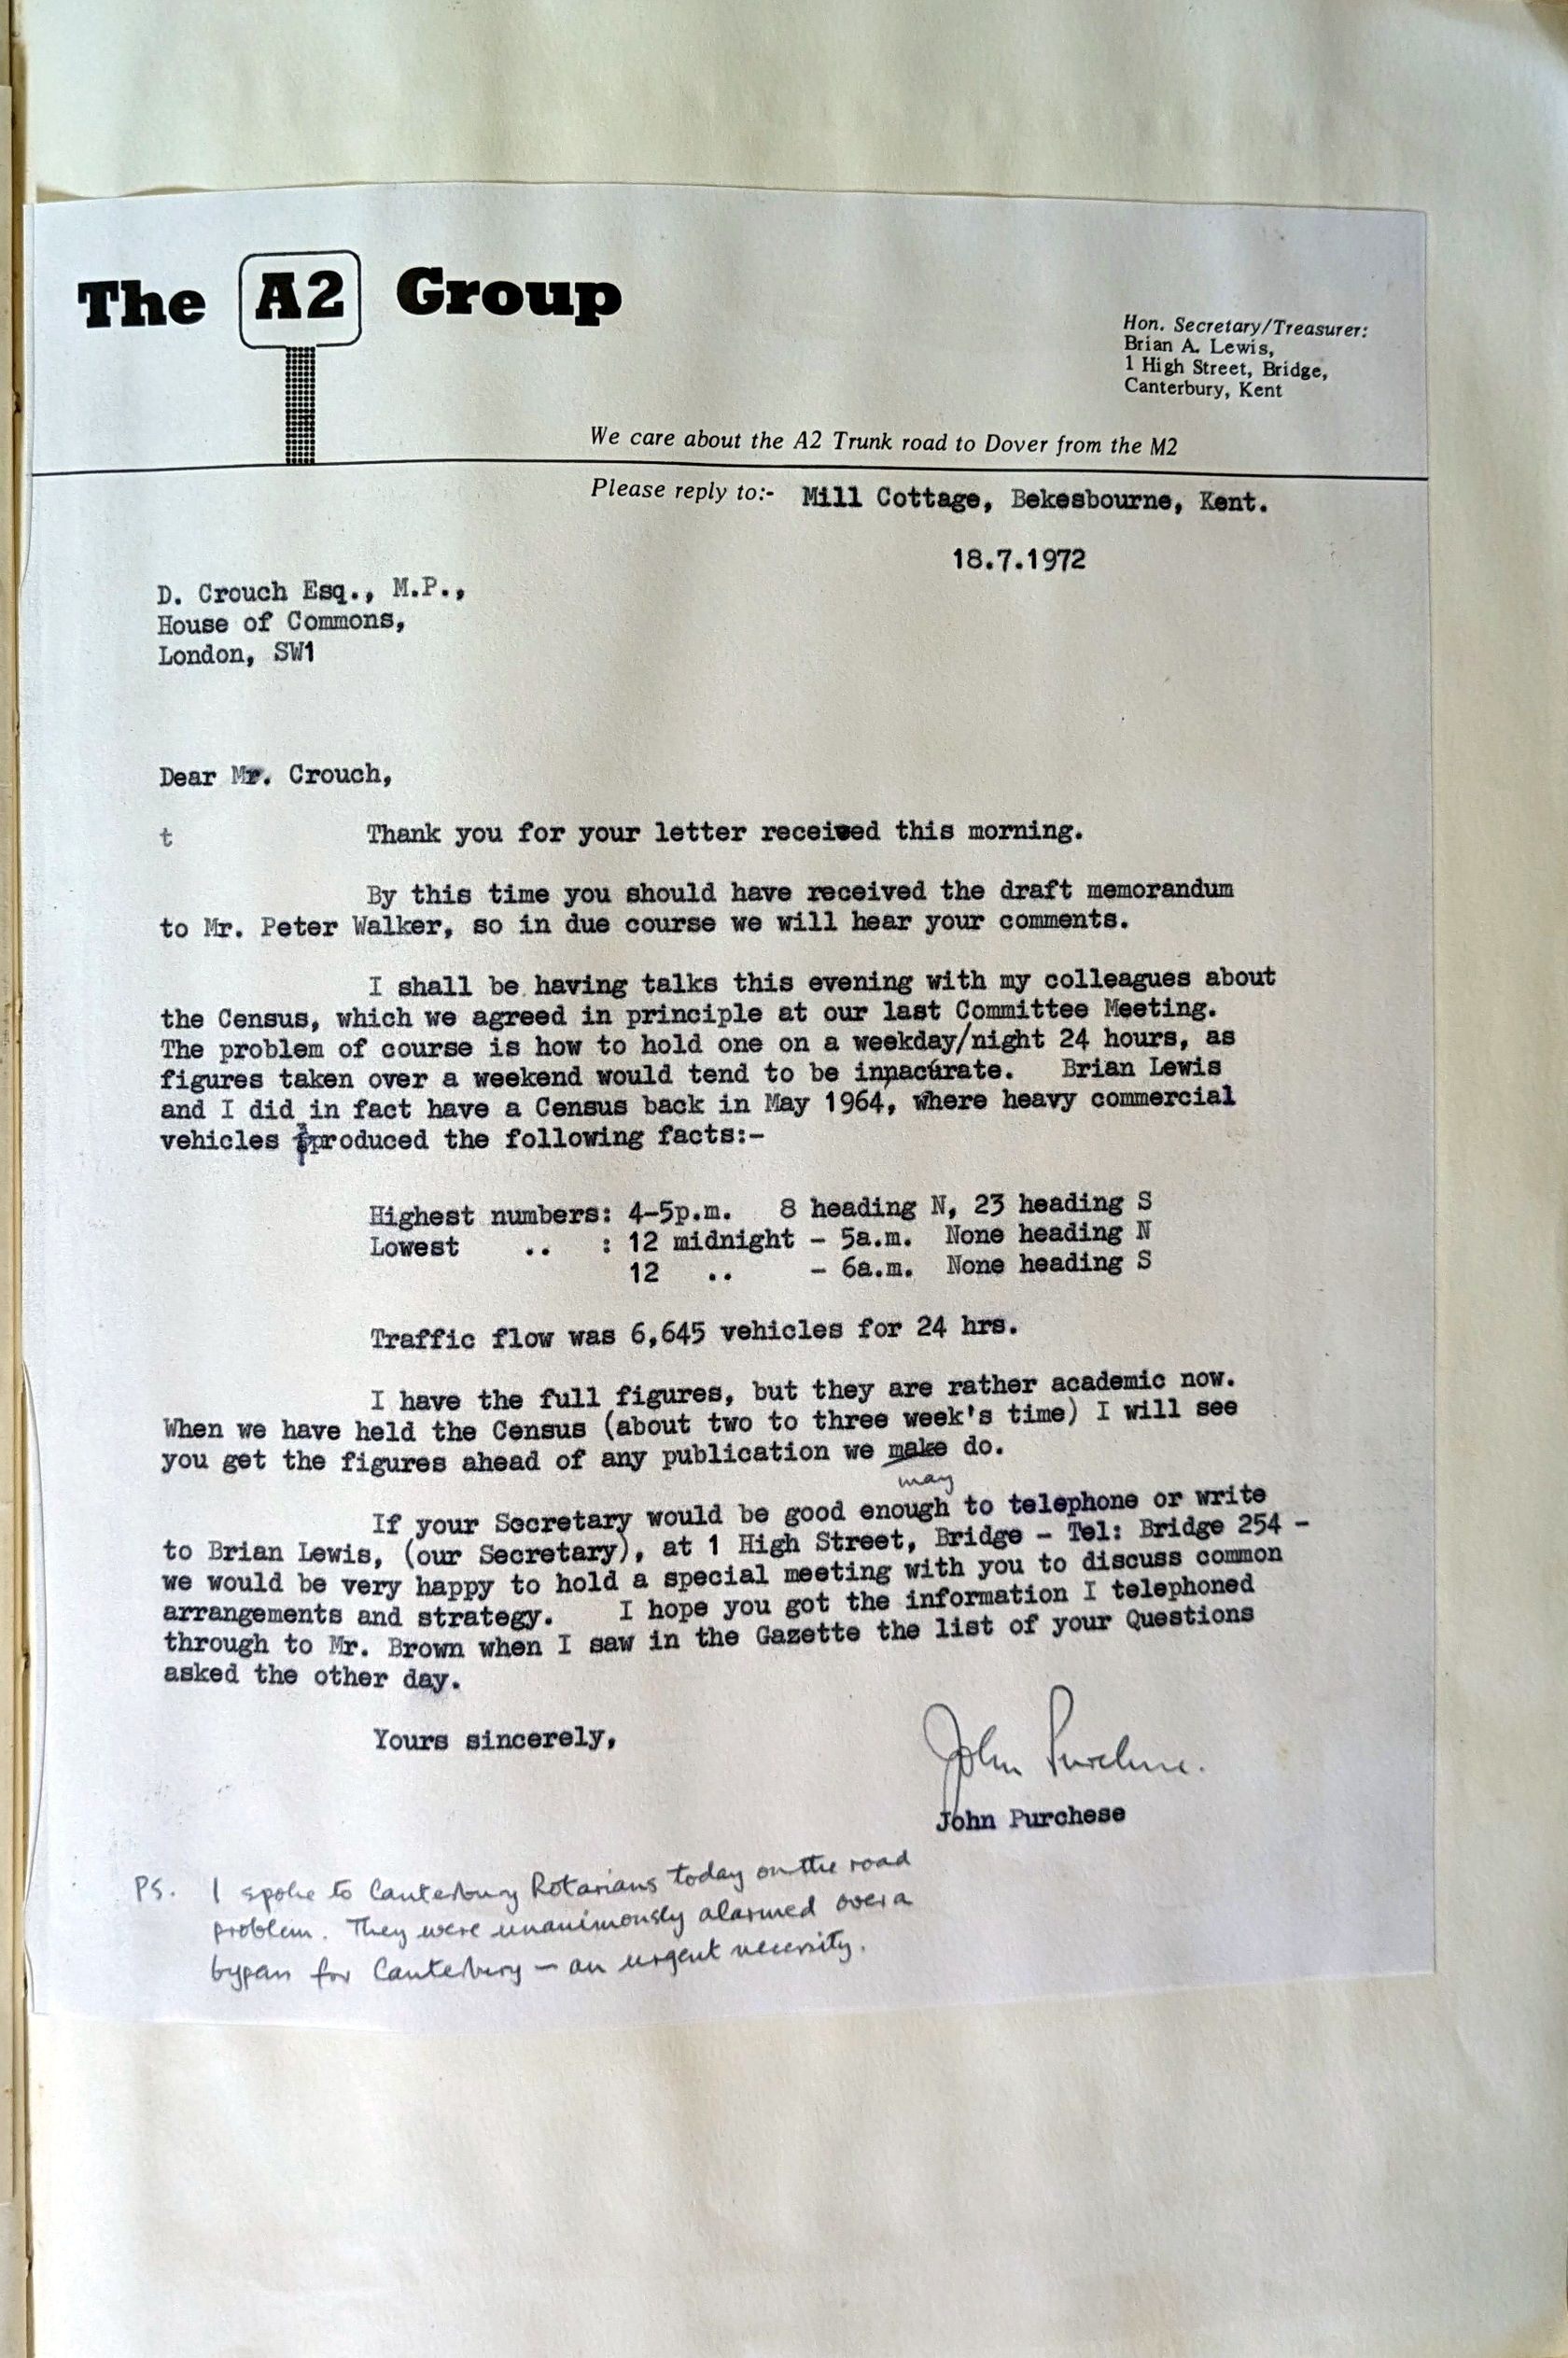 The A2 Group
Hon. Secretary/Treasurer:
Brian A. Lewis,
1 High Street, Bridge,
Canterbury, Kent
We care about the A2 Trunk road to Dover from the M2
Please reply to:- Mill Cottage, Bekesbourne, Kent.
18.7.1972
D. Crouch Esq., M.P.,
House of Commons,
London, SW1
Dear Mr. Crouch,
t Thank you for your letter received this morning.
By this time you should have received the draft memorandum
to Mr. Peter Walker, so in due course we will hear your comments.
I shall be having talks this evening with my colleagues about
the Census, which we agreed in principle at our last Committee Meeting.
The problem of course is how to hold one on a weekday/night 24 hours, as
figures taken over a weekend would tend to be innacurate. Brian Lewis
and I did in fact have a Census back in May 1964, where heavy commercial
vehicles produced the following facts:-
Highest numbers: 4-5p.m. 8 heading N, 23 heading S
Lowest .. : 12 midnight - 5a.m. None heading N
12 .. - 6a.m. None heading S
Traffic flow was 6,645 vehicles for 24 hrs.
I have the full figures, but they are rather academic now.
When we have held the Census (about two to three week's time) I will see
you get the figures ahead of any publication we make do.
may
If your Secretary would be good enough to telephone or write
to Brian Lewis, (our Secretary), at 1 High Street, Bridge - Tel: Bridge 254 -
we would be very happy to hold a special meeting with you to discuss common
arrangements and strategy. I hope you got the information I telephoned
through to Mr. Brown when I saw in the Gazette the list of your Questions
asked the other day.
Yours sincerely,
John Purchese.
John Purchese
PS. I spoke to Canterbury Rotarians today on the road
problem. They were unanimously alarmed over a
bypass for Canterbury - an urgent necessity.